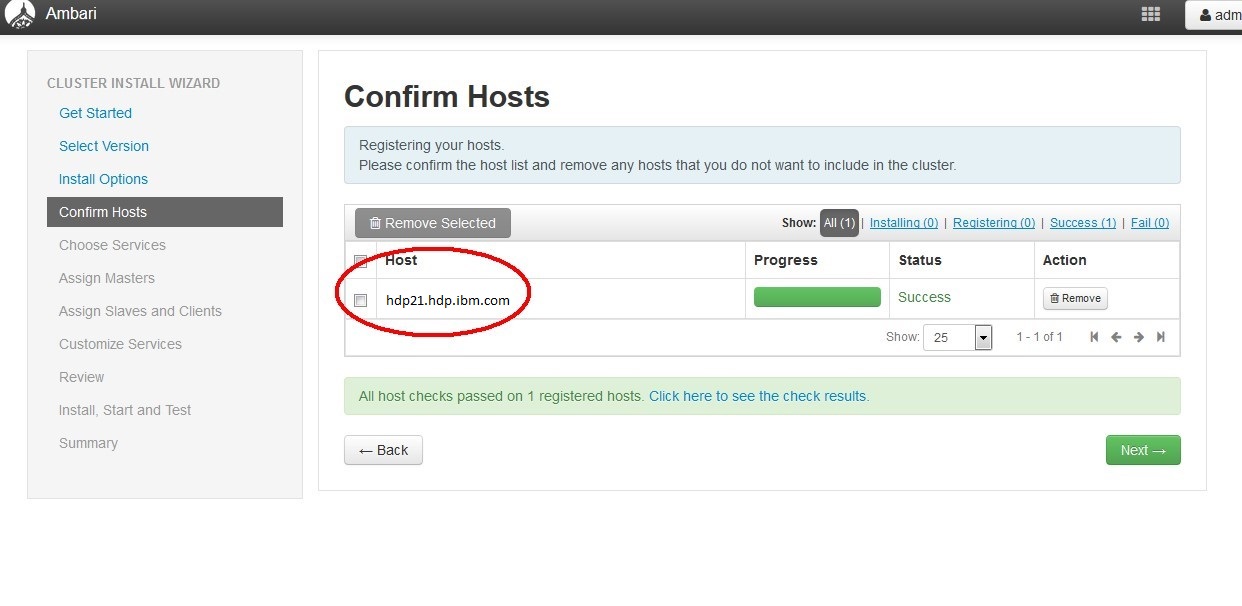 Ambari
adm
CLUSTER INSTALL WIZARD
Get Started
Select Version
Install Options
Confirm Hosts
Choose Services
Assign Masters
Assign Slaves and Clients
Customize Services
Review
Install, Start and Test
Summary
Confirm Hosts
Registering your hosts.
Please confirm the host list and remove any hosts that you do not want to include in the cluster.
Remove Selected Show: All (1) | Installing (0) | Registering (0) | Success (1) | Fail (0)
Host Progress Status Action
hdp21.hdp.ibm.com Success Remove
Show: 25 1 - 1 of 1
All host checks passed on 1 registered hosts. Click here to see the check results.
← Back Next →